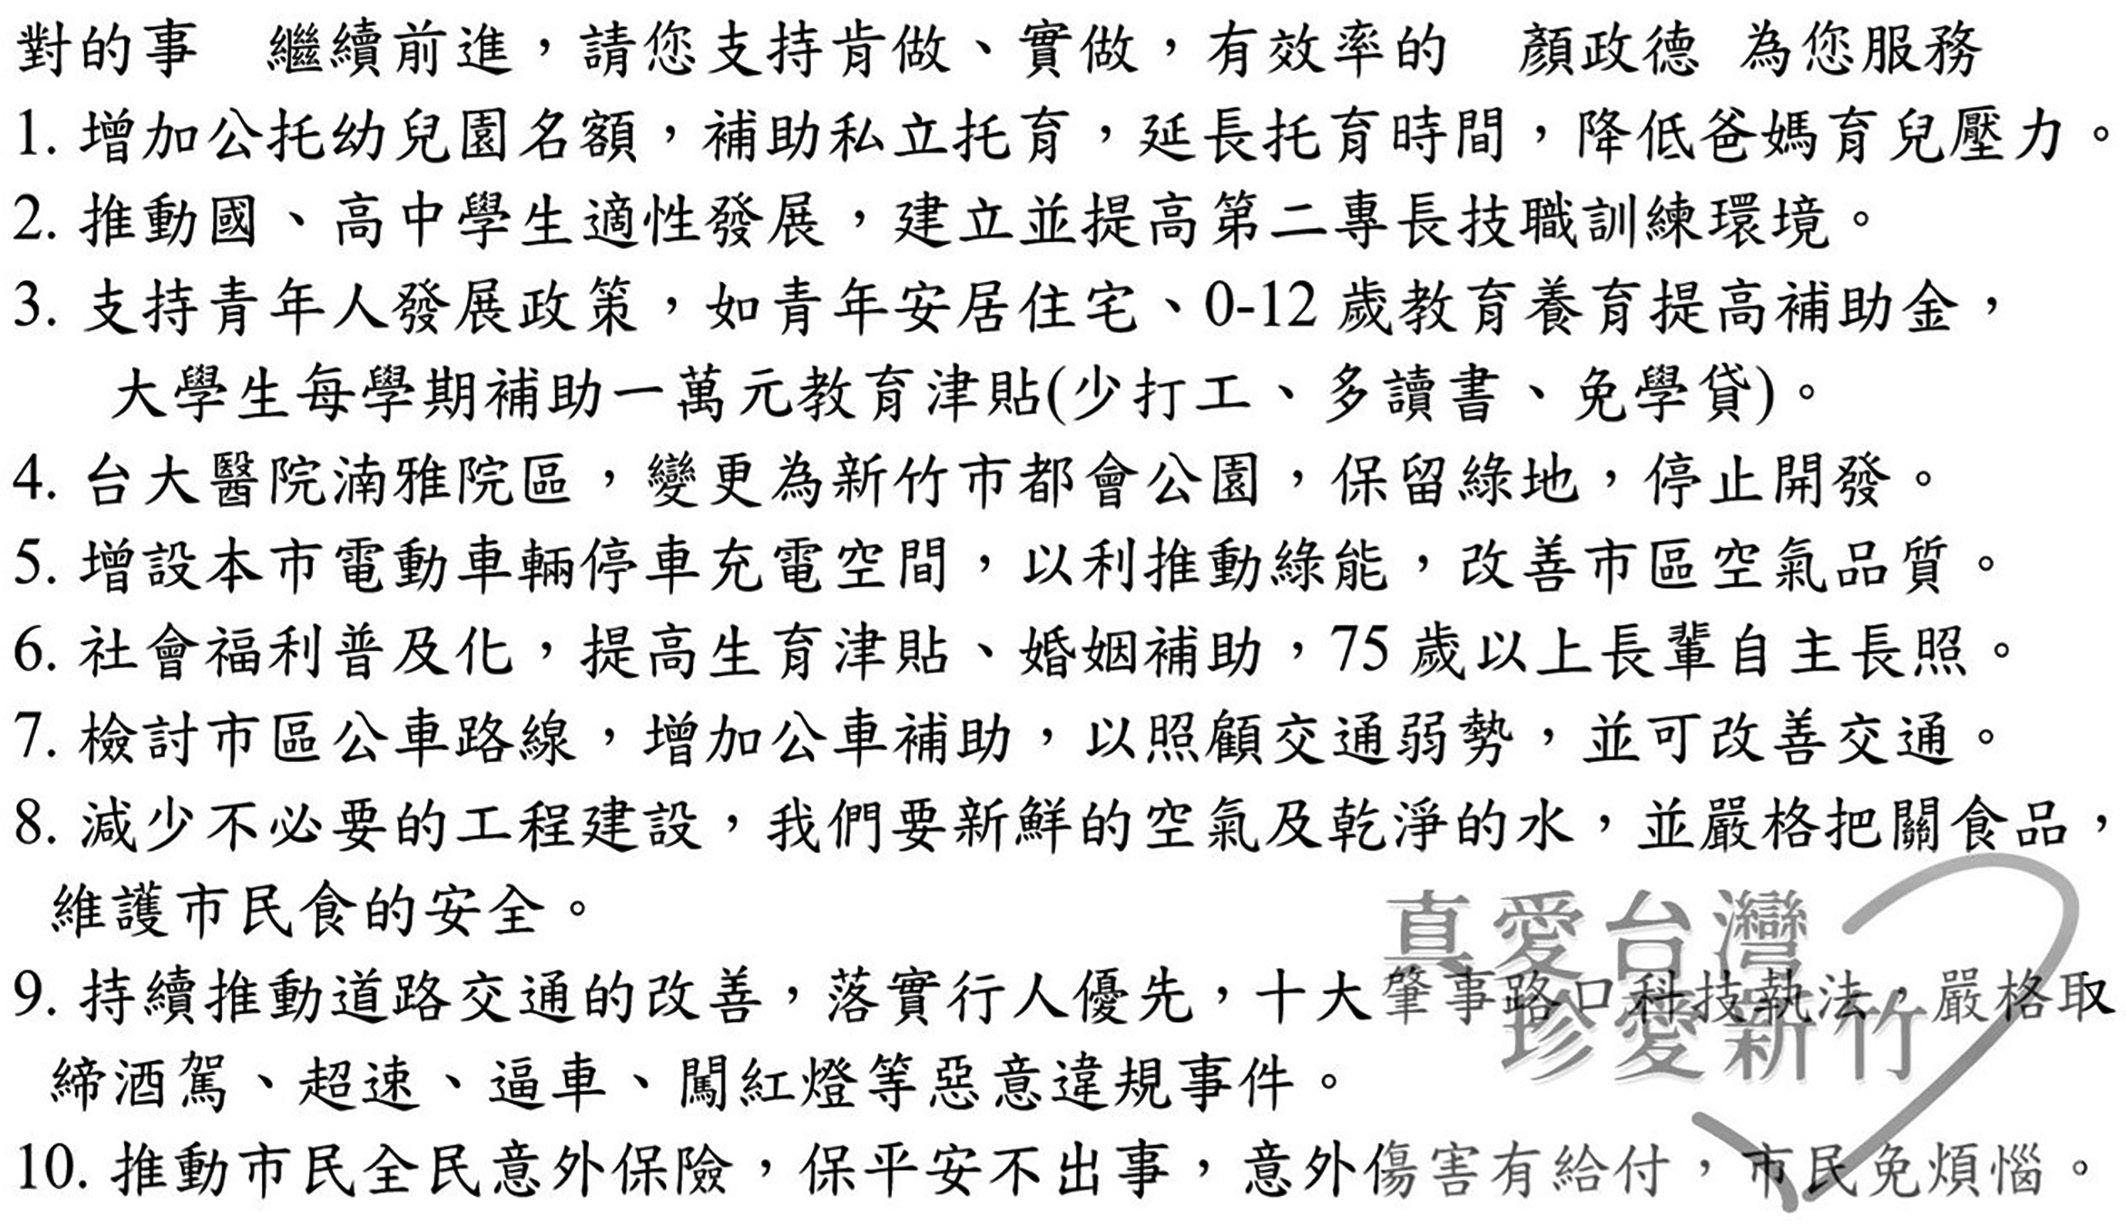 對的事　繼續前進，請您支持肯做、實做，有效率的　顏政德 為您服務
1. 增加公托幼兒園名額，補助私立托育，延長托育時間，降低爸媽育兒壓力。
2. 推動國、高中學生適性發展，建立並提高第二專長技職訓練環境。
3. 支持青年人發展政策，如青年安居住宅、0-12 歲教育養育提高補助金，
大學生每學期補助一萬元教育津貼(少打工、多讀書、免學貸)。
4. 台大醫院湳雅院區，變更為新竹市都會公園，保留綠地，停止開發。
5. 增設本市電動車輛停車充電空間，以利推動綠能，改善市區空氣品質。
6. 社會福利普及化，提高生育津貼、婚姻補助，75 歲以上長輩自主長照。
7. 檢討市區公車路線，增加公車補助，以照顧交通弱勢，並可改善交通。
8. 減少不必要的工程建設，我們要新鮮的空氣及乾淨的水，並嚴格把關食品，
維護市民食的安全。
真愛台灣
9. 持續推動道路交通的改善，落實行人優先，十大肇事路口科技執法，嚴格取
珍愛新竹
締酒駕、超速、逼車、闖紅燈等惡意違規事件。
10. 推動市民全民意外保險，保平安不出事，意外傷害有給付，市民免煩惱。